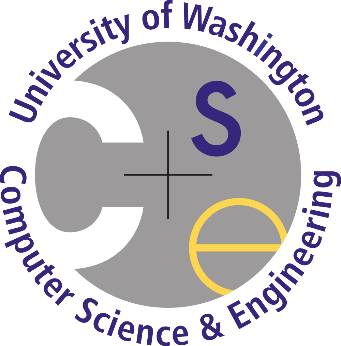 University of Washington
C s
e
Computer Science & Engineering